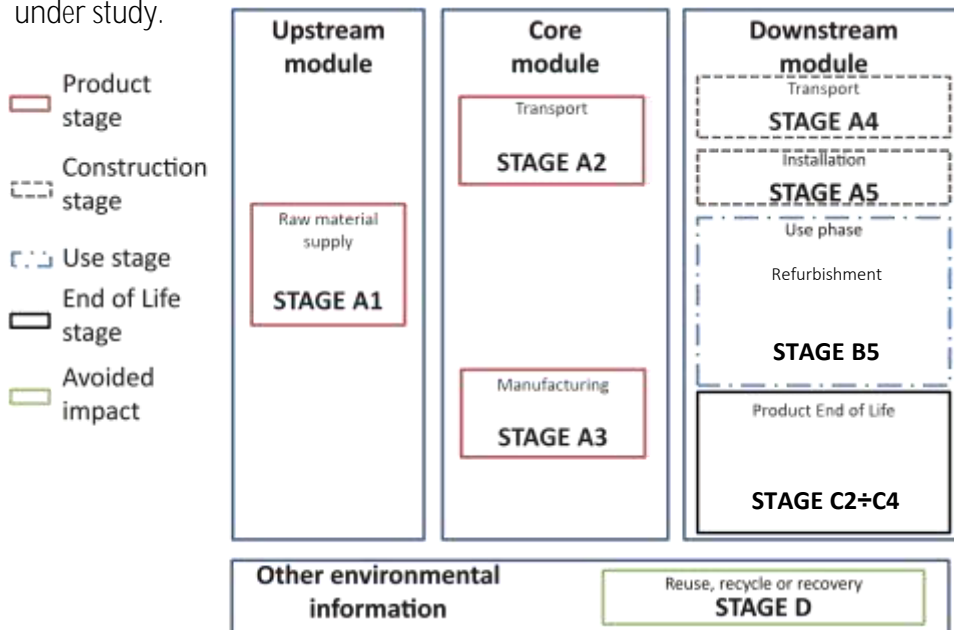 under study.
Product
stage
Construction
stage
Use stage
End of Life
stage
Avoided
impact
Upstream
module
Raw material
supply
STAGE A1
Core
module
Transport
STAGE A2
Manufacturing
STAGE A3
Downstream
module
Transport
STAGE A4
Installation
STAGE A5
Use phase
Refurbishment
STAGE B5
Product End of Life
STAGE C2÷C4
Other environmental
information
Reuse, recycle or recovery
STAGE D